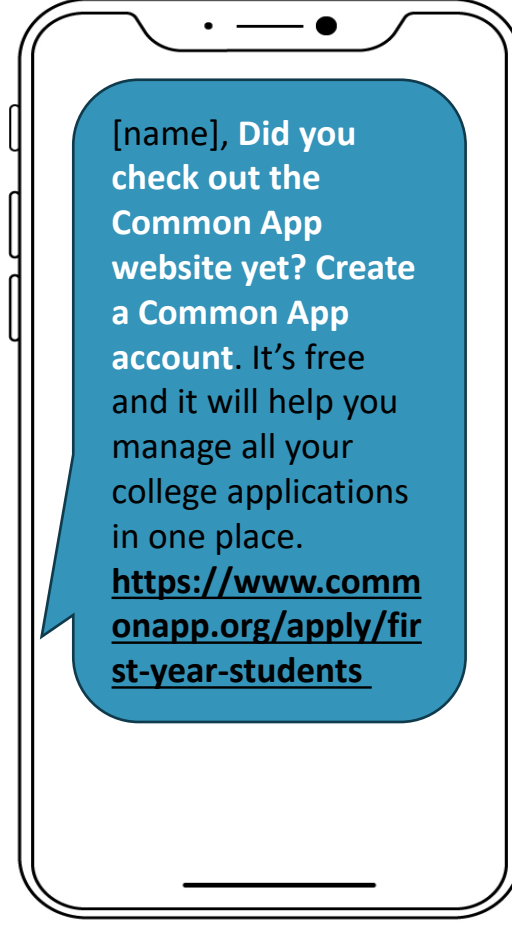 [name], Did you
check out the
Common App
website yet? Create
a Common App
account. It’s free
and it will help you
manage all your
college applications
in one place.
https://www.comm
onapp.org/apply/fir
st-year-students